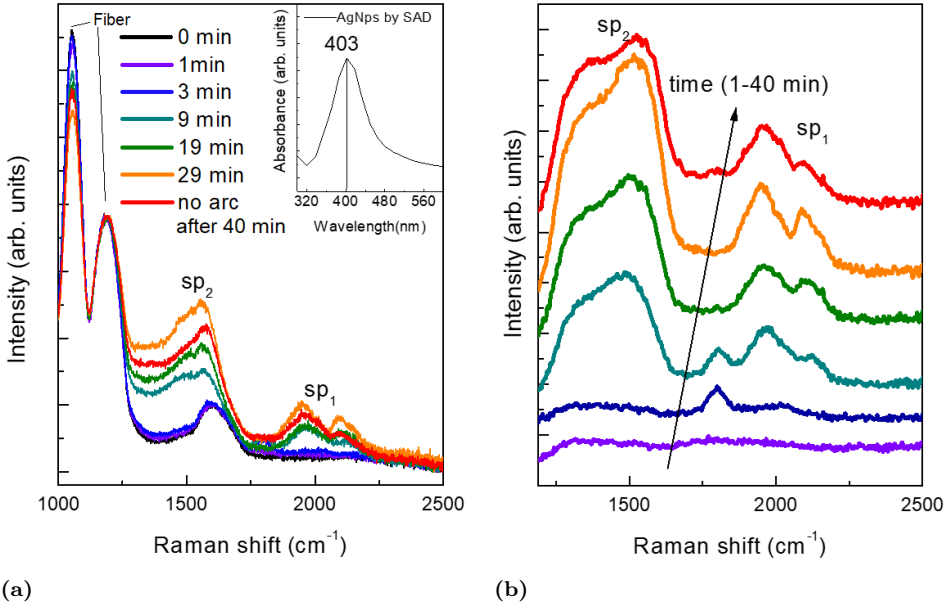 Fiber
0 min
1min
3 min
9 min
19 min
29 min
no arc
after 40 min
AgNps by SAD
403
Absorbance (arb. units)
320 400 480 560
Wavelength(nm)
sp2
sp1
Intensity (arb. units)
1000 1500 2000 2500
Raman shift (cm-1)
(a)
sp2
time (1-40 min)
sp1
Intensity (arb. units)
1500 2000 2500
Raman shift (cm-1)
(b)